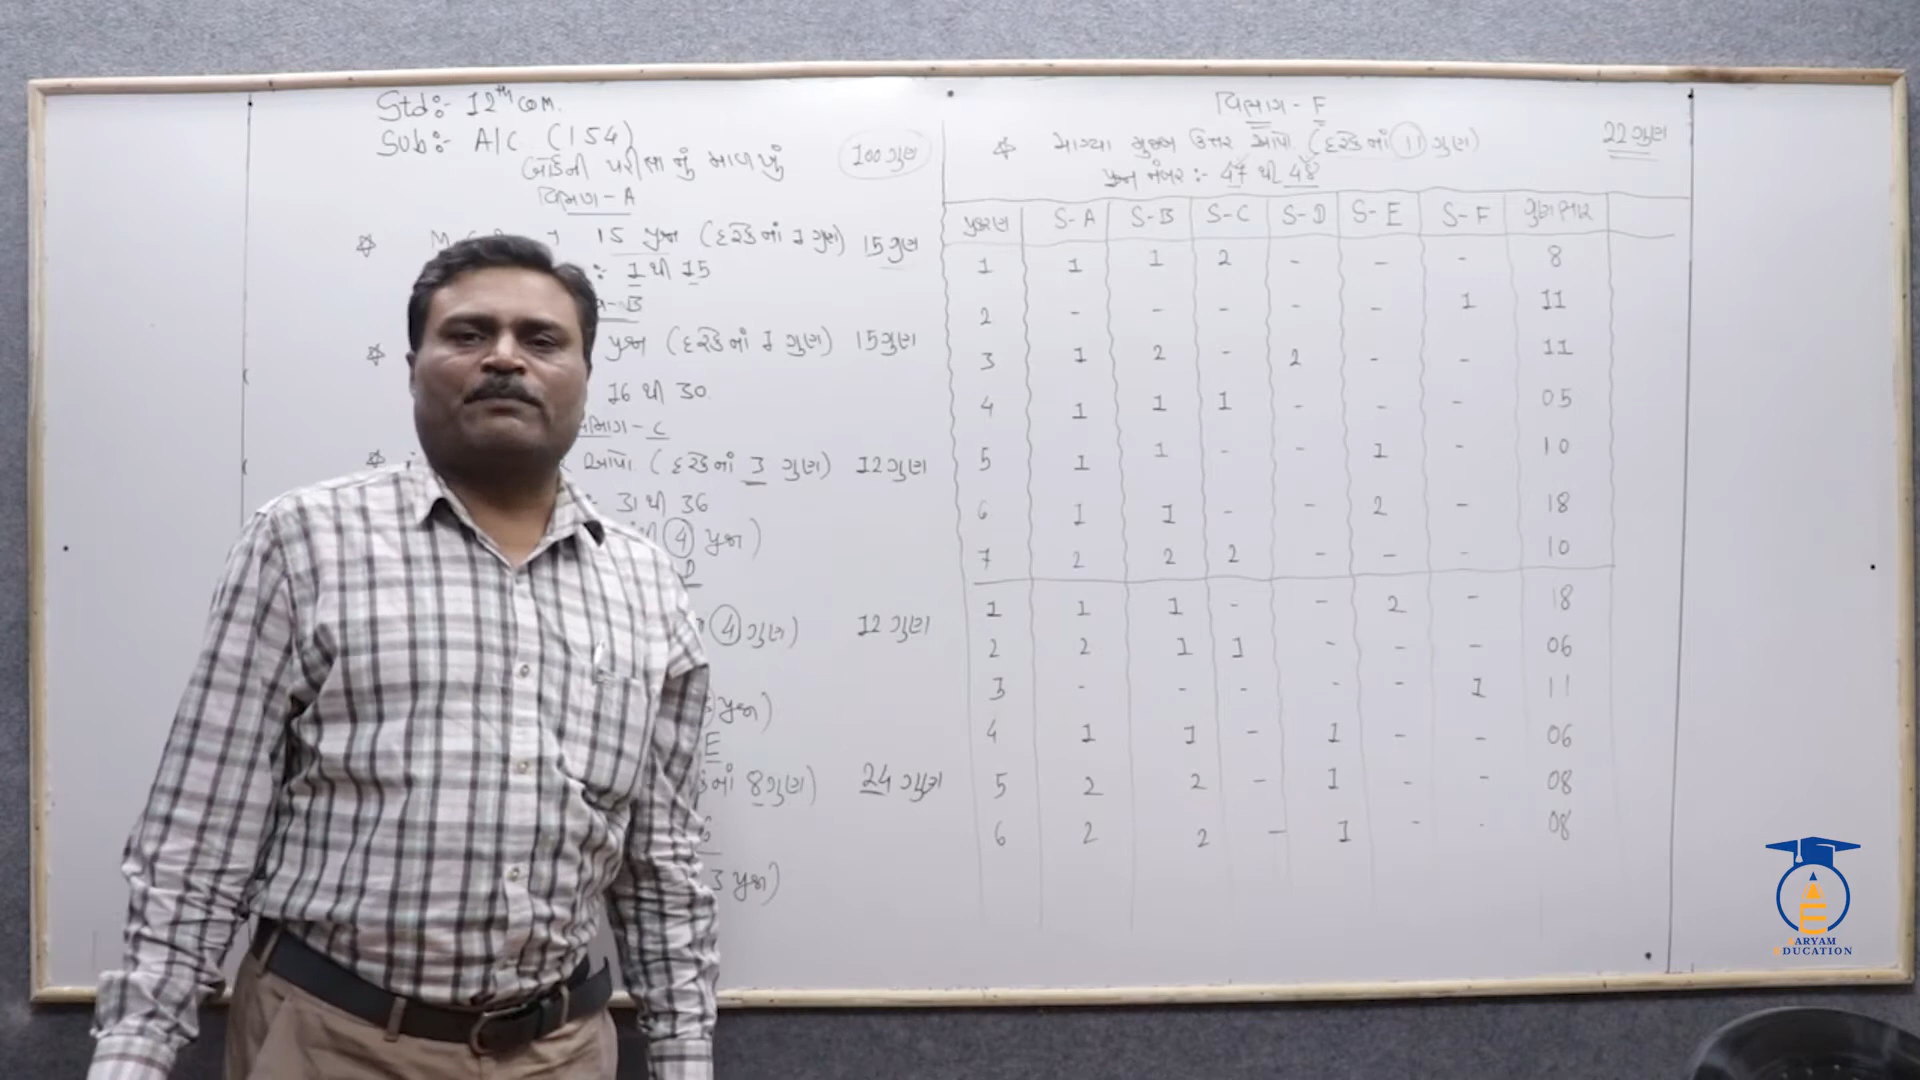 Std:- 12th com.
Sub:- A/C (154)
બોર્ડની પરીક્ષા નું માળખું 100 ગુણ
વિભાગ - A
15 પ્રશ્ન (દરેકનાં 1 ગુણ) 15 ગુણ
:- 1 થી 15
- B
પ્રશ્ન (દરેકનાં 1 ગુણ) 15 ગુણ
16 થી 30
વિભાગ - C
આપો (દરેકનાં 3 ગુણ) 12 ગુણ
:- 31 થી 36
4 પ્રશ્ન)
D
4 ગુણ) 12 ગુણ
પ્રશ્ન)
E
નાં 8 ગુણ) 24 ગુણ
3 પ્રશ્ન)
વિભાગ - F
માગ્યા મુજબ ઉત્તર આપો (દરેકનાં 11 ગુણ) 22 ગુણ
પ્રશ્ન નંબર :- 47 થી 48
પ્રકરણ S-A S-B S-C S-D S-E S-F ગુણભાર
1 1 1 2 - - - 8
2 - - - - - 1 11
3 1 2 - 2 - - 11
4 1 1 1 - - - 05
5 1 1 - - 1 - 10
6 1 1 - - 2 - 18
7 2 2 2 - - - 10
1 1 1 - - 2 - 18
2 2 1 1 - - - 06
3 - - - - - 1 11
4 1 1 - 1 - - 06
5 2 2 - 1 - - 08
6 2 2 - 1 - - 08
AARYAM
EDUCATION